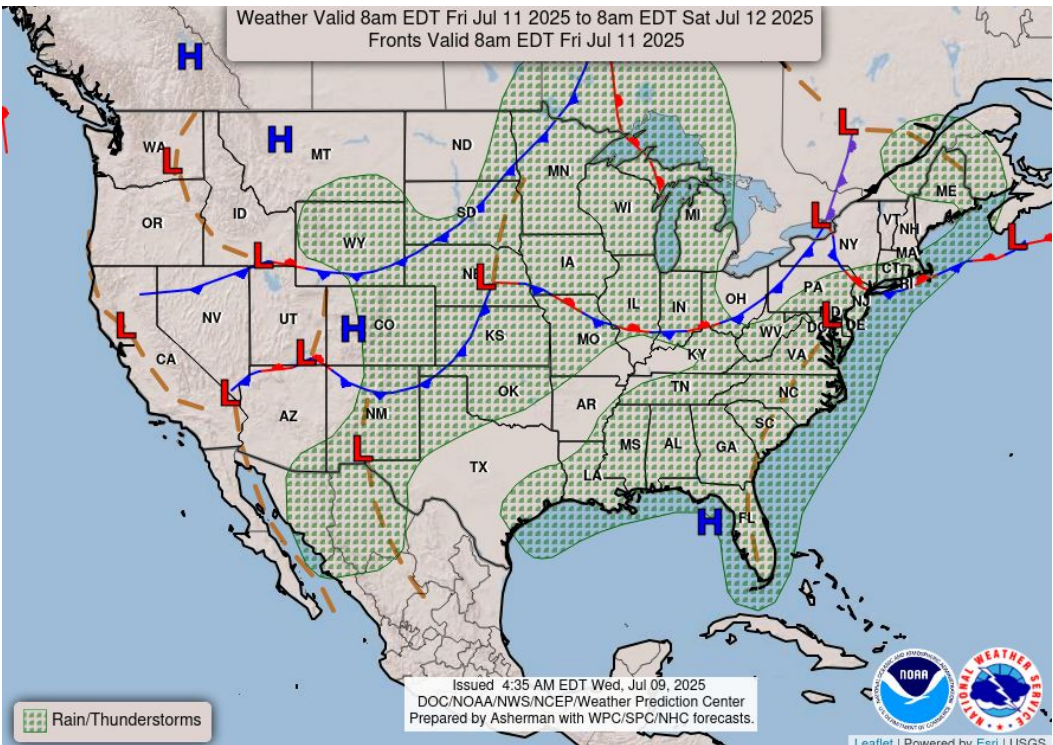 Weather Valid 8am EDT Fri Jul 11 2025 to 8am EDT Sat Jul 12 2025
Fronts Valid 8am EDT Fri Jul 11 2025
H
H
WA
L
MT
ND
MN
L
ME
OR
ID
SD
WI
MI
L
VT
NH
NY
MA
L
WY
L
CT
RI
NE
L
IA
PA
NJ
OH
IL
IN
L
DE
NV
UT
H
CO
KS
MO
WV
VA
L
CA
L
KY
OK
TN
NC
L
AZ
NM
AR
SC
MS
AL
GA
L
TX
LA
H
FL
Issued 4:35 AM EDT Wed, Jul 09, 2025
DOC/NOAA/NWS/NCEP/Weather Prediction Center
Prepared by Asherman with WPC/SPC/NHC forecasts.
Rain/Thunderstorms
NOAA
NATIONAL WEATHER SERVICE
Leaflet | Powered by Esri | USGS